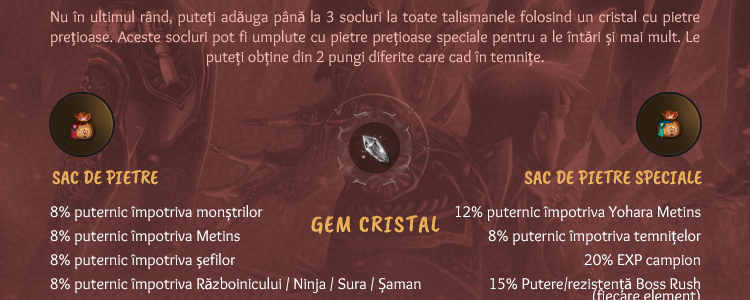 Nu în ultimul rând, puteți adăuga până la 3 socluri la toate talismanele folosind un cristal cu pietre
prețioase. Aceste socluri pot fi umplute cu pietre prețioase speciale pentru a le întări și mai mult. Le
puteți obține din 2 pungi diferite care cad în temnițe.
SAC DE PIETRE
8% puternic împotriva monștrilor
8% puternic împotriva Metins
8% puternic împotriva șefilor
8% puternic împotriva Războinicului / Ninja / Sura / Șaman
GEM CRISTAL
SAC DE PIETRE SPECIALE
12% puternic împotriva Yohara Metins
8% puternic împotriva temnițelor
20% EXP campion
15% Putere/rezistență Boss Rush
(fiecare element)